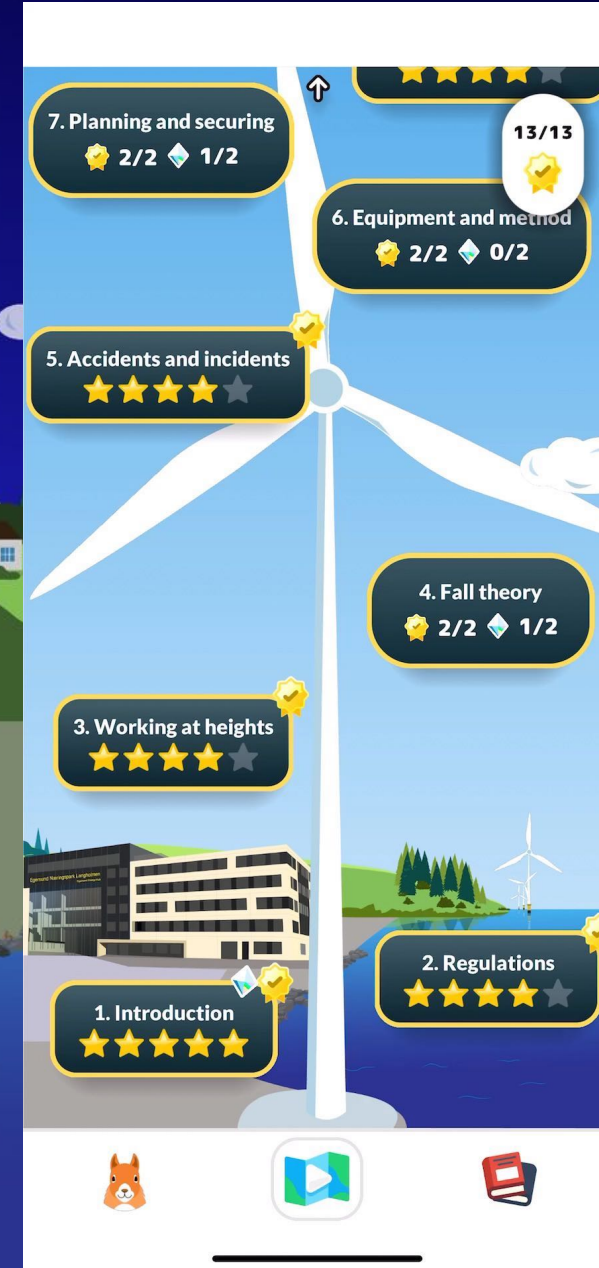 7. Planning and securing
2/2 1/2
13/13
6. Equipment and method
2/2 0/2
5. Accidents and incidents
4. Fall theory
2/2 1/2
3. Working at heights
2. Regulations
1. Introduction